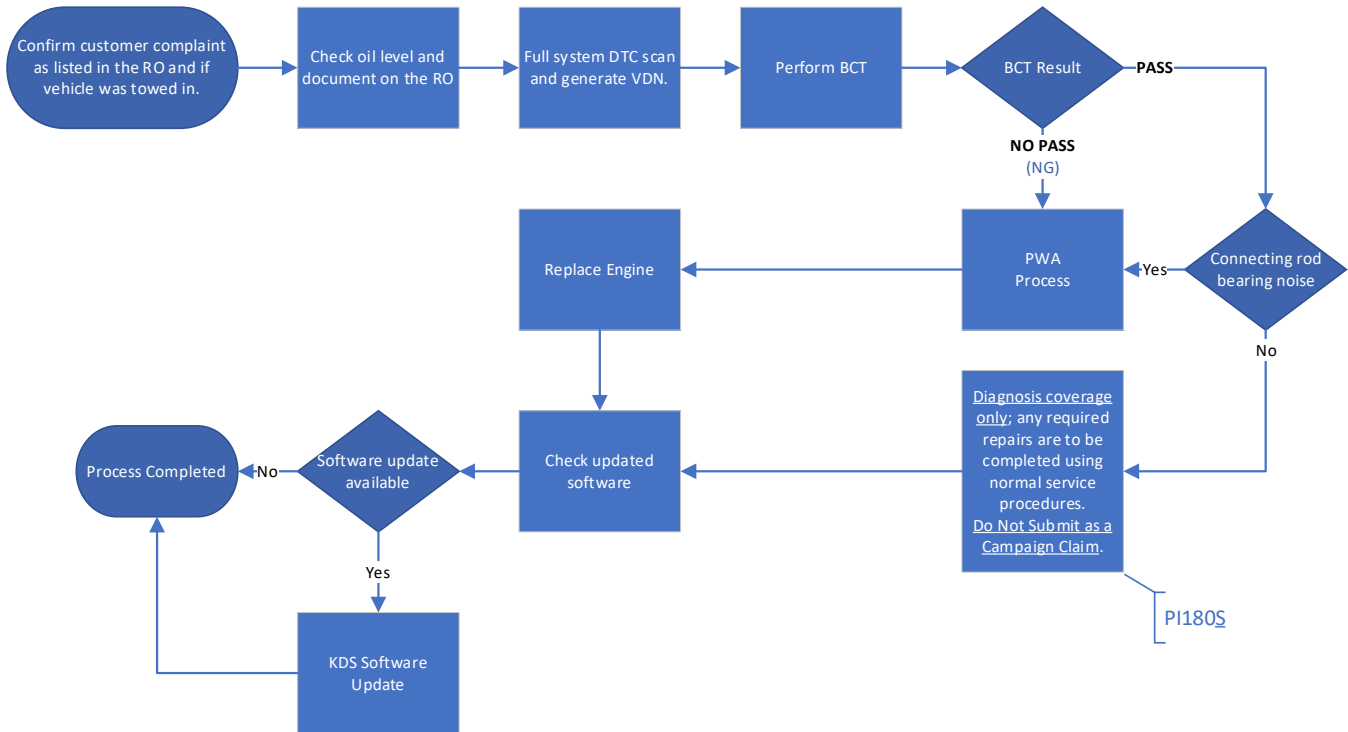 Confirm customer complaint
as listed in the RO and if
vehicle was towed in.
Check oil level and
document on the RO
Full system DTC scan
and generate VDN.
Perform BCT
BCT Result
PASS
NO PASS
(NG)
Replace Engine
PWA
Process
Yes
Connecting rod
bearing noise
No
Diagnosis coverage
only; any required
repairs are to be
completed using
normal service
procedures.
Do Not Submit as a
Campaign Claim.
PI180S
Process Completed
No
Software update
available
Check updated
software
Yes
KDS Software
Update